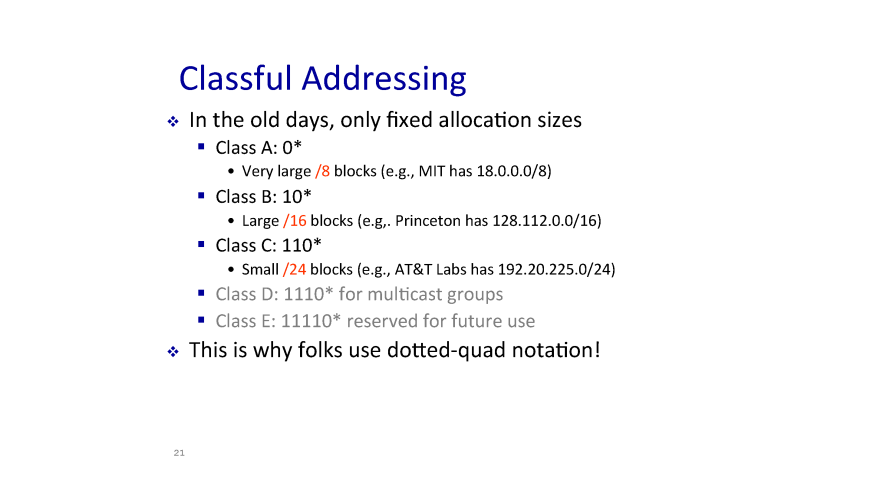 Classful Addressing
❖ In the old days, only fixed allocation sizes
▪ Class A: 0*
• Very large /8 blocks (e.g., MIT has 18.0.0.0/8)
▪ Class B: 10*
• Large /16 blocks (e.g,. Princeton has 128.112.0.0/16)
▪ Class C: 110*
• Small /24 blocks (e.g., AT&T Labs has 192.20.225.0/24)
▪ Class D: 1110* for multicast groups
▪ Class E: 11110* reserved for future use
❖ This is why folks use dotted-quad notation!
21